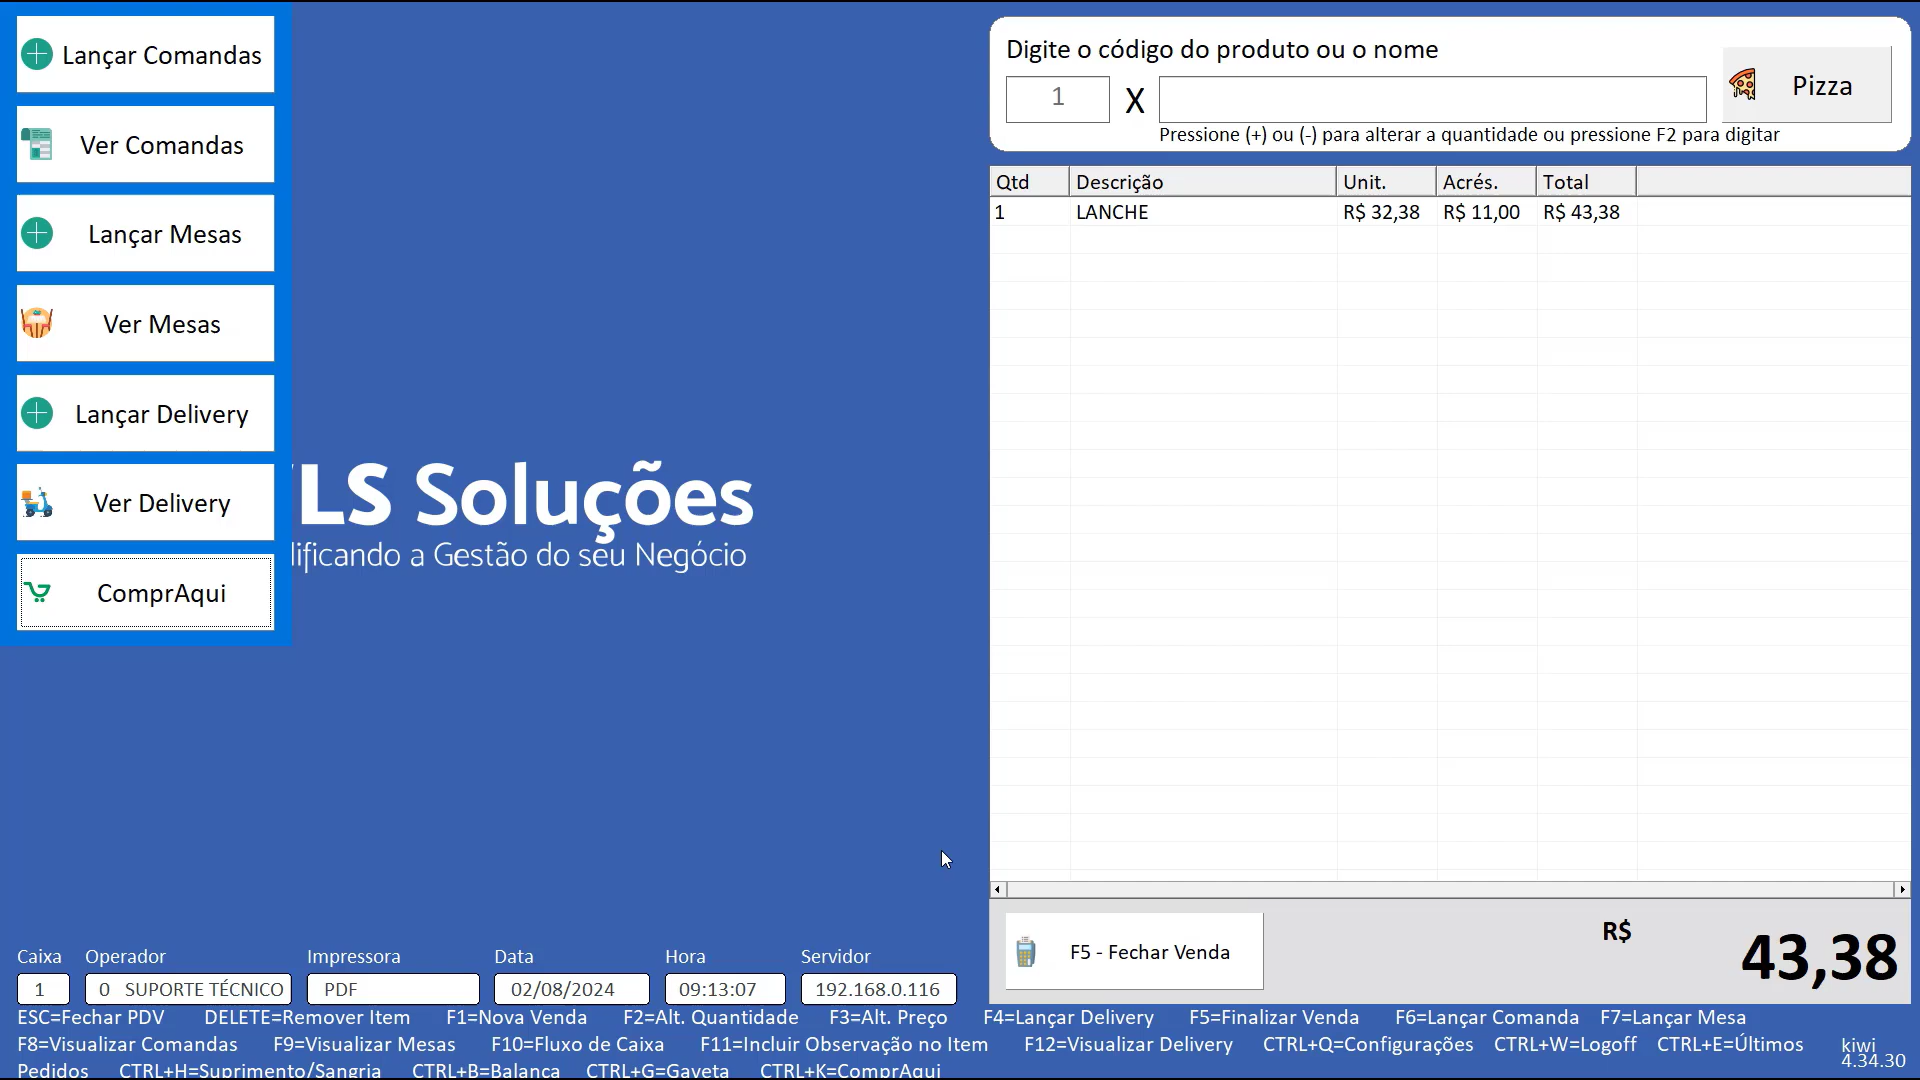 Lançar Comandas
Ver Comandas
Lançar Mesas
Ver Mesas
Lançar Delivery
Ver Delivery
ComprAqui
LS Soluções
lificando a Gestão do seu Negócio
Digite o código do produto ou o nome
1 X
Pizza
Pressione (+) ou (-) para alterar a quantidade ou pressione F2 para digitar
Qtd Descrição Unit. Acrés. Total
1 LANCHE R$ 32,38 R$ 11,00 R$ 43,38
F5 - Fechar Venda
R$ 43,38
Caixa Operador Impressora Data Hora Servidor
1 0 SUPORTE TÉCNICO PDF 02/08/2024 09:13:07 192.168.0.116
ESC=Fechar PDV DELETE=Remover Item F1=Nova Venda F2=Alt. Quantidade F3=Alt. Preço F4=Lançar Delivery F5=Finalizar Venda F6=Lançar Comanda F7=Lançar Mesa
F8=Visualizar Comandas F9=Visualizar Mesas F10=Fluxo de Caixa F11=Incluir Observação no Item F12=Visualizar Delivery CTRL+Q=Configurações CTRL+W=Logoff CTRL+E=Últimos
Pedidos CTRL+H=Suprimento/Sangria CTRL+B=Balança CTRL+G=Gaveta CTRL+K=ComprAqui
kiwi
4.34.30